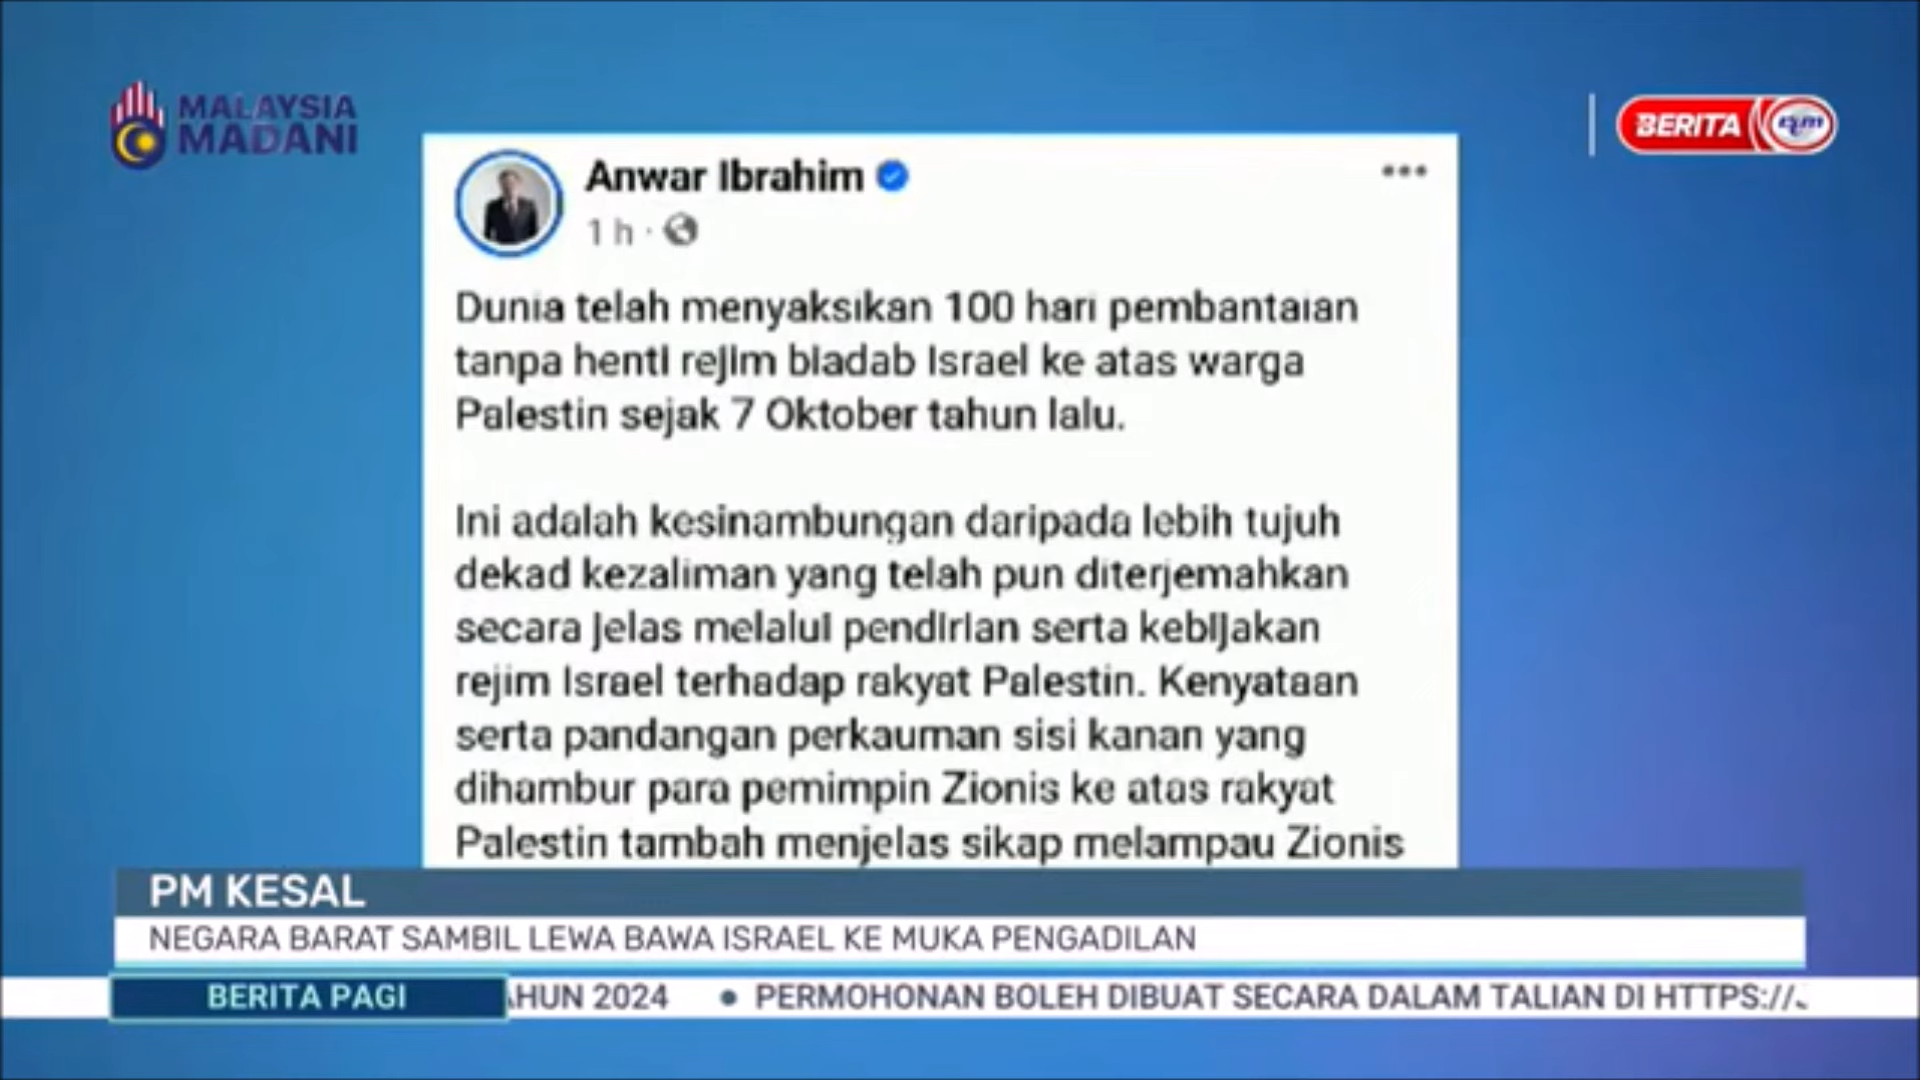 MALAYSIA
MADANI
BERITA rtm
Anwar Ibrahim
1 h ·
Dunia telah menyaksikan 100 hari pembantaian
tanpa henti rejim biadab Israel ke atas warga
Palestin sejak 7 Oktober tahun lalu.
Ini adalah kesinambungan daripada lebih tujuh
dekad kezaliman yang telah pun diterjemahkan
secara jelas melalui pendirian serta kebijakan
rejim Israel terhadap rakyat Palestin. Kenyataan
serta pandangan perkauman sisi kanan yang
dihambur para pemimpin Zionis ke atas rakyat
Palestin tambah menjelas sikap melampau Zionis
PM KESAL
NEGARA BARAT SAMBIL LEWA BAWA ISRAEL KE MUKA PENGADILAN
BERITA PAGI AHUN 2024 • PERMOHONAN BOLEH DIBUAT SECARA DALAM TALIAN DI HTTPS://